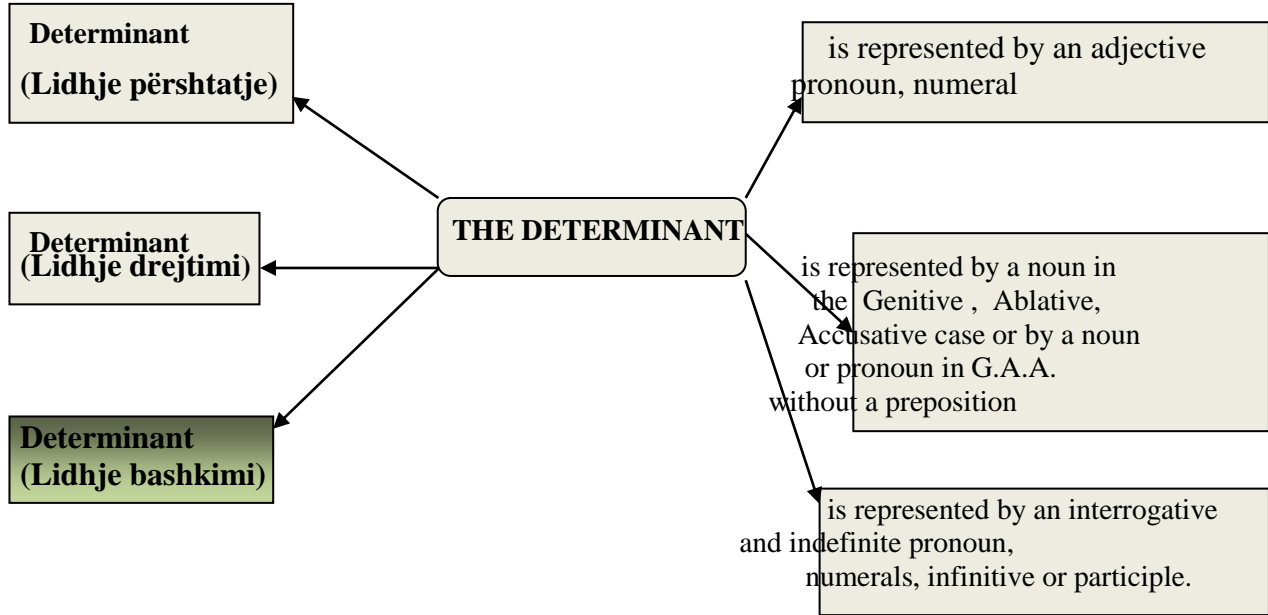 Determinant
(Lidhje përshtatje)
is represented by an adjective
pronoun, numeral
THE DETERMINANT
Determinant
(Lidhje drejtimi)
is represented by a noun in
the Genitive , Ablative,
Accusative case or by a noun
or pronoun in G.A.A.
without a preposition
Determinant
(Lidhje bashkimi)
is represented by an interrogative
and indefinite pronoun,
numerals, infinitive or participle.